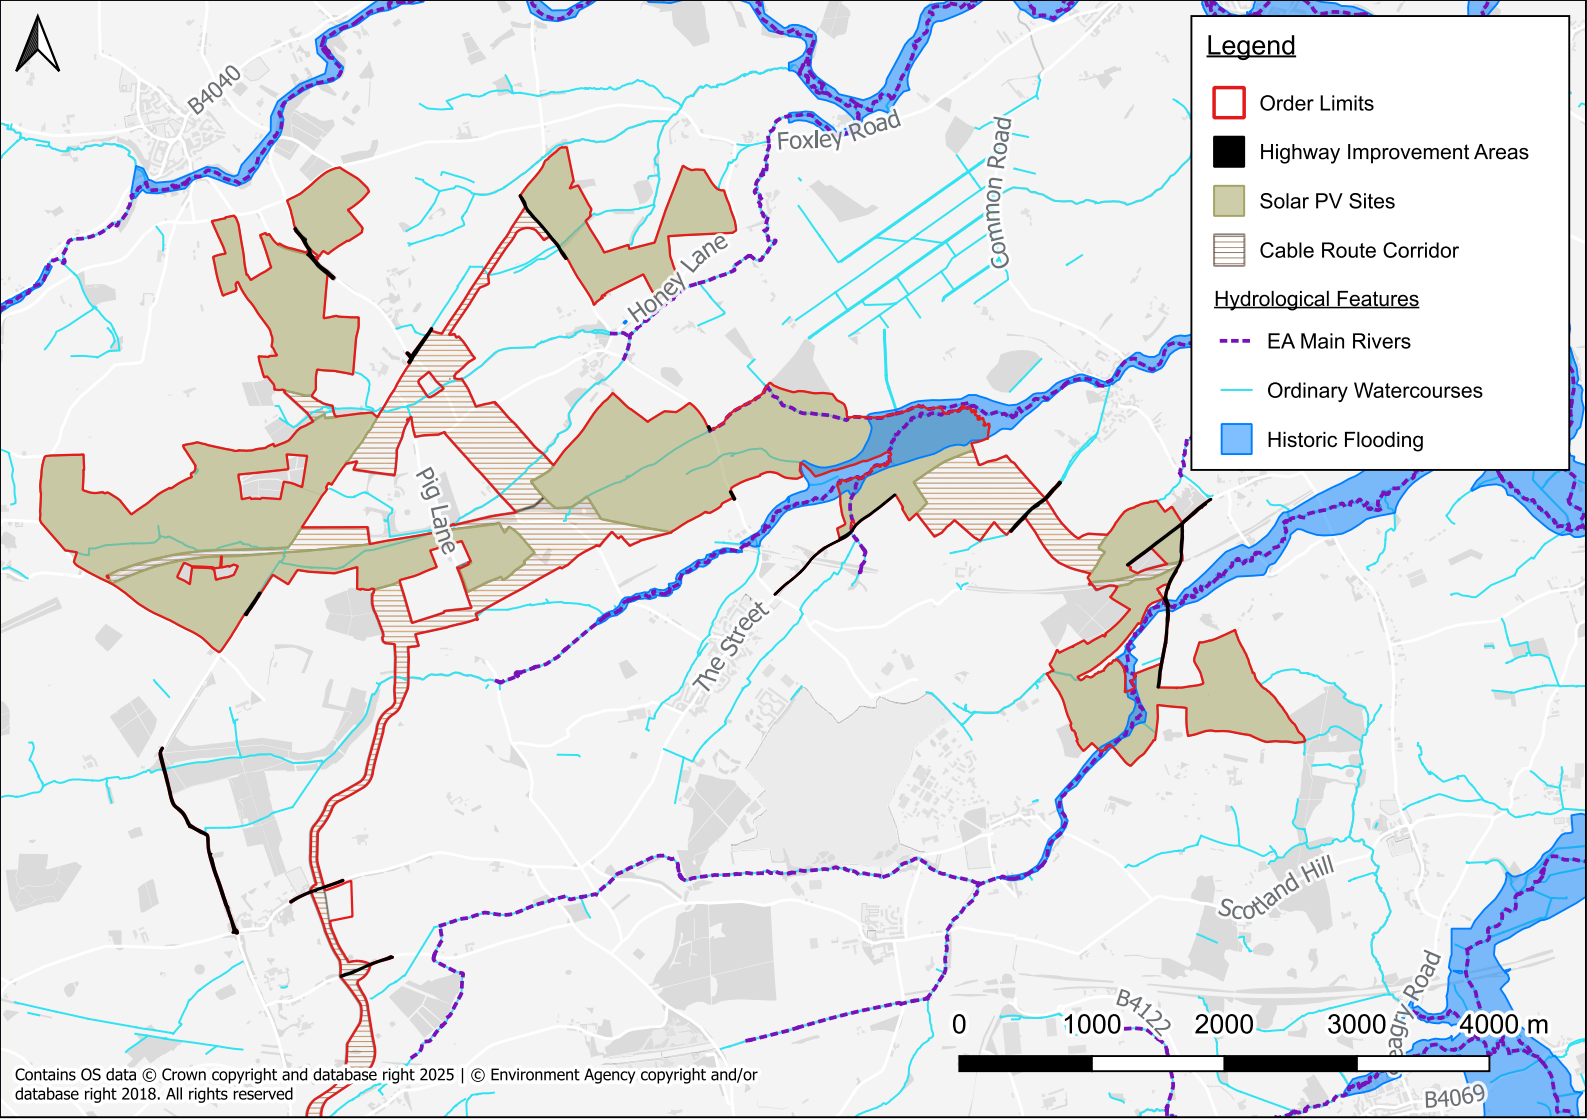 Legend
Order Limits
Highway Improvement Areas
Solar PV Sites
Cable Route Corridor
Hydrological Features
EA Main Rivers
Ordinary Watercourses
Historic Flooding
B4040
Foxley Road
Common Road
Honey Lane
Pig Lane
The Street
Scotland Hill
eagry Road
B4122
B4069
0 1000 2000 3000 4000 m
Contains OS data © Crown copyright and database right 2025 | © Environment Agency copyright and/or
database right 2018. All rights reserved